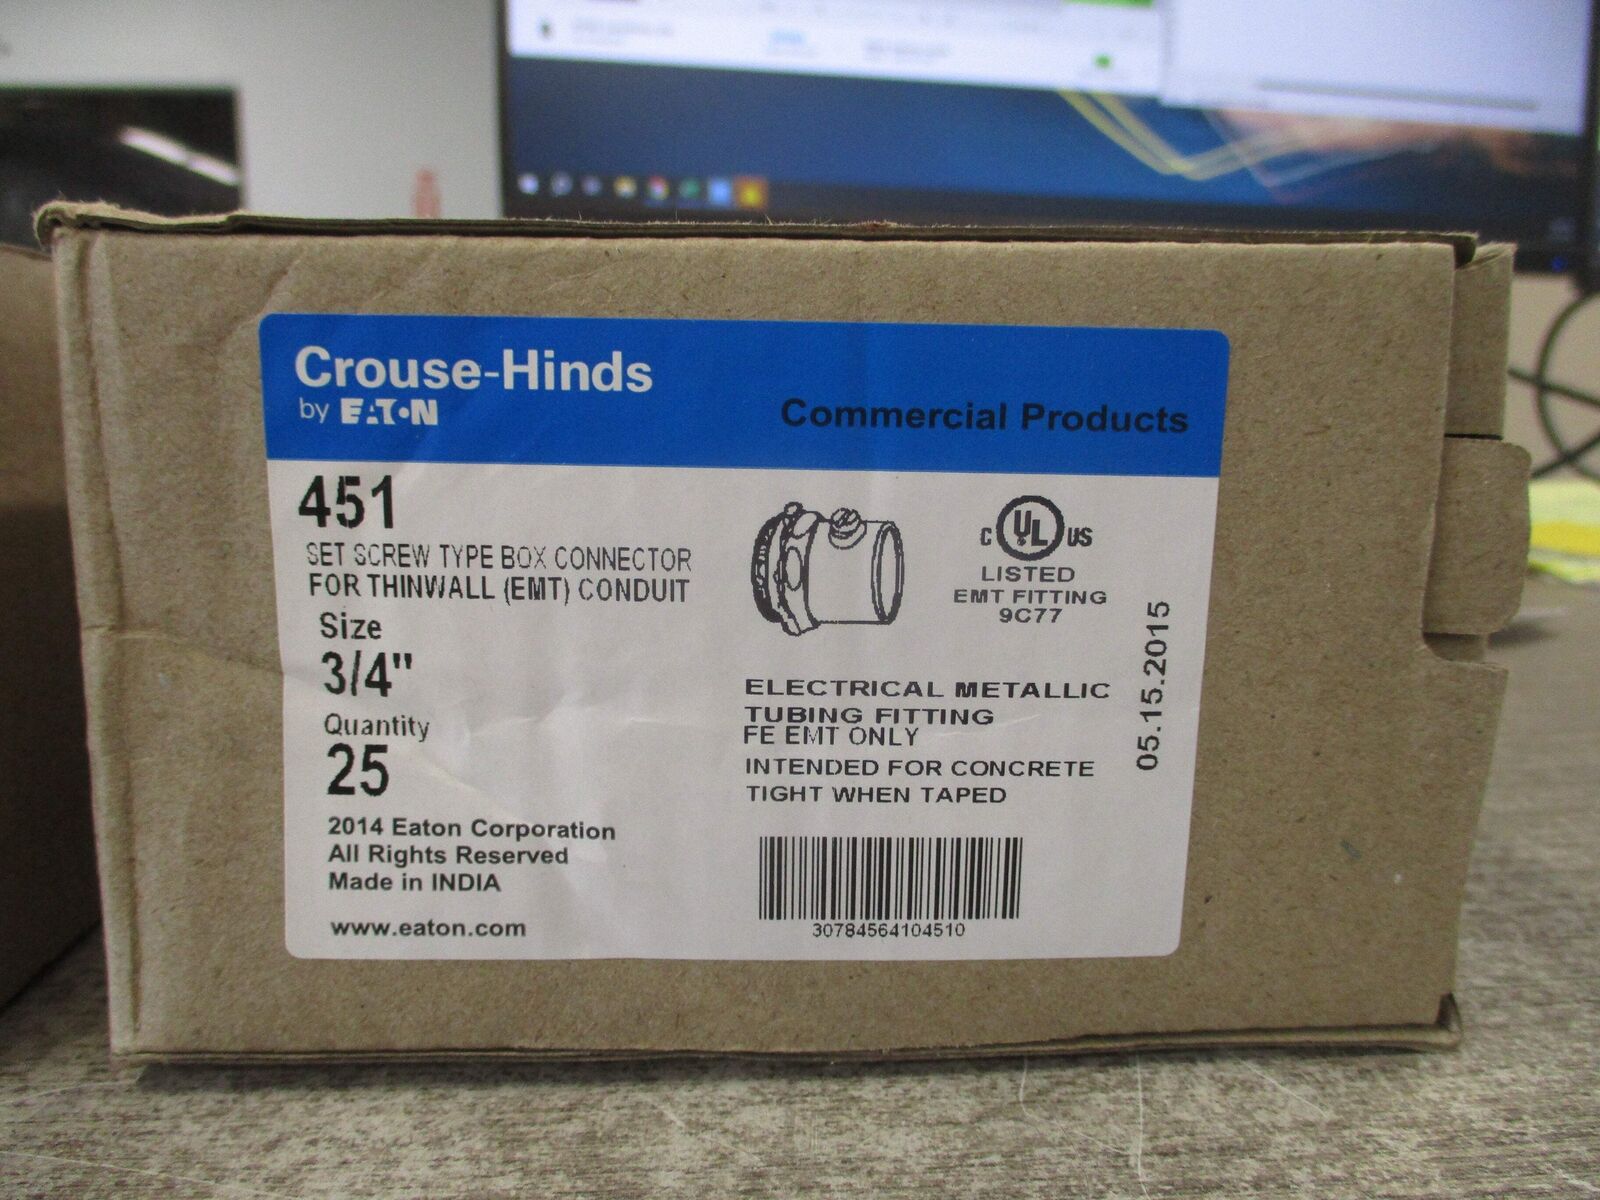 Crouse-Hinds
by EATON
Commercial Products
451
SET SCREW TYPE BOX CONNECTOR
FOR THINWALL (EMT) CONDUIT
Size
3/4"
Quantity
25
2014 Eaton Corporation
All Rights Reserved
Made in INDIA
www.eaton.com
C UL US
LISTED
EMT FITTING
9C77
ELECTRICAL METALLIC
TUBING FITTING
FE EMT ONLY
INTENDED FOR CONCRETE
TIGHT WHEN TAPED
30784564104510
05.15.2015